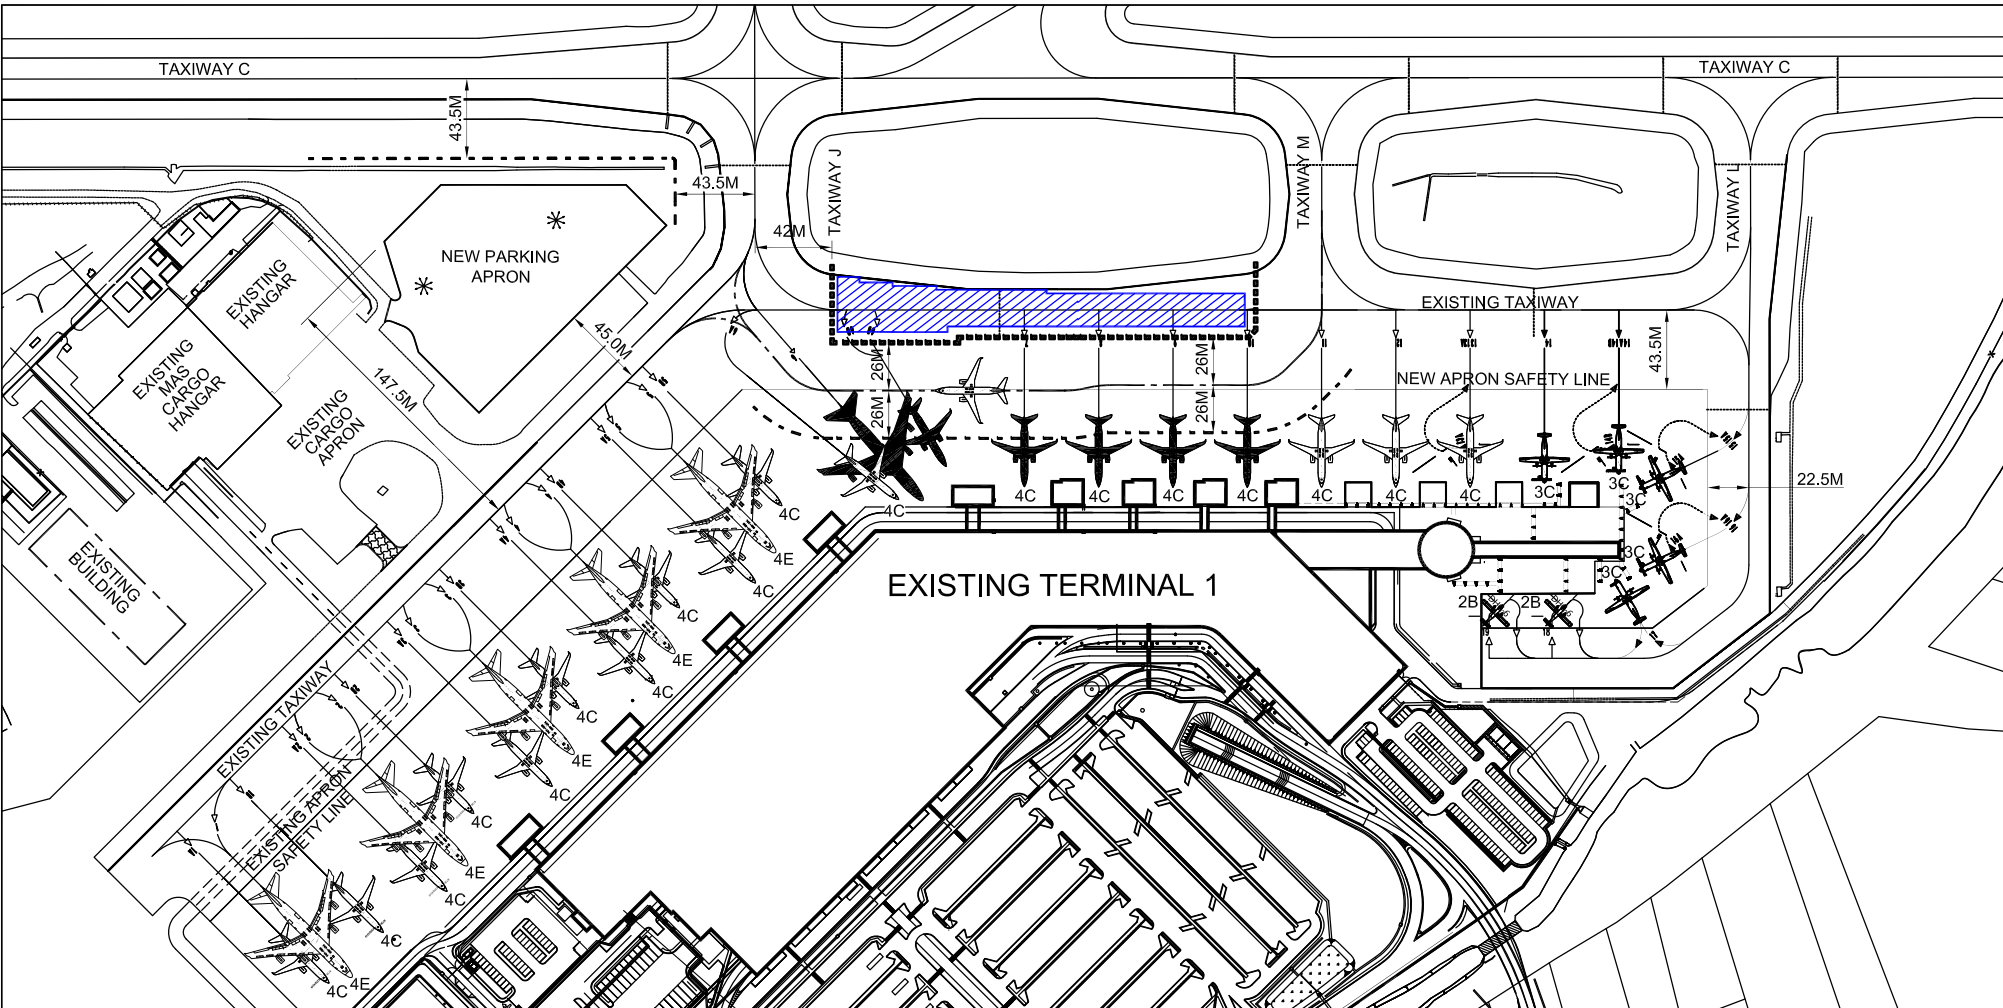 TAXIWAY C
TAXIWAY C
43.5M
43.5M
TAXIWAY J
TAXIWAY M
TAXIWAY L
42M
NEW PARKING
APRON
EXISTING
HANGAR
EXISTING TAXIWAY
45.0M
147.5M
26M
26M
26M
26M
43.5M
NEW APRON SAFETY LINE
EXISTING
MAS
CARGO
HANGAR
EXISTING
CARGO
APRON
22.5M
4C
4C
4C
4C
4C
4C
4C
3C
3C
3C
4C
4C
4E
3C
EXISTING
BUILDING
4C
EXISTING TERMINAL 1
3C
4C
2B
2B
19
18
4E
4C
4C
EXISTING TAXIWAY
4E
4C
EXISTING APRON
SAFETY LINE
4C
4E
4C
4C
4E
4C